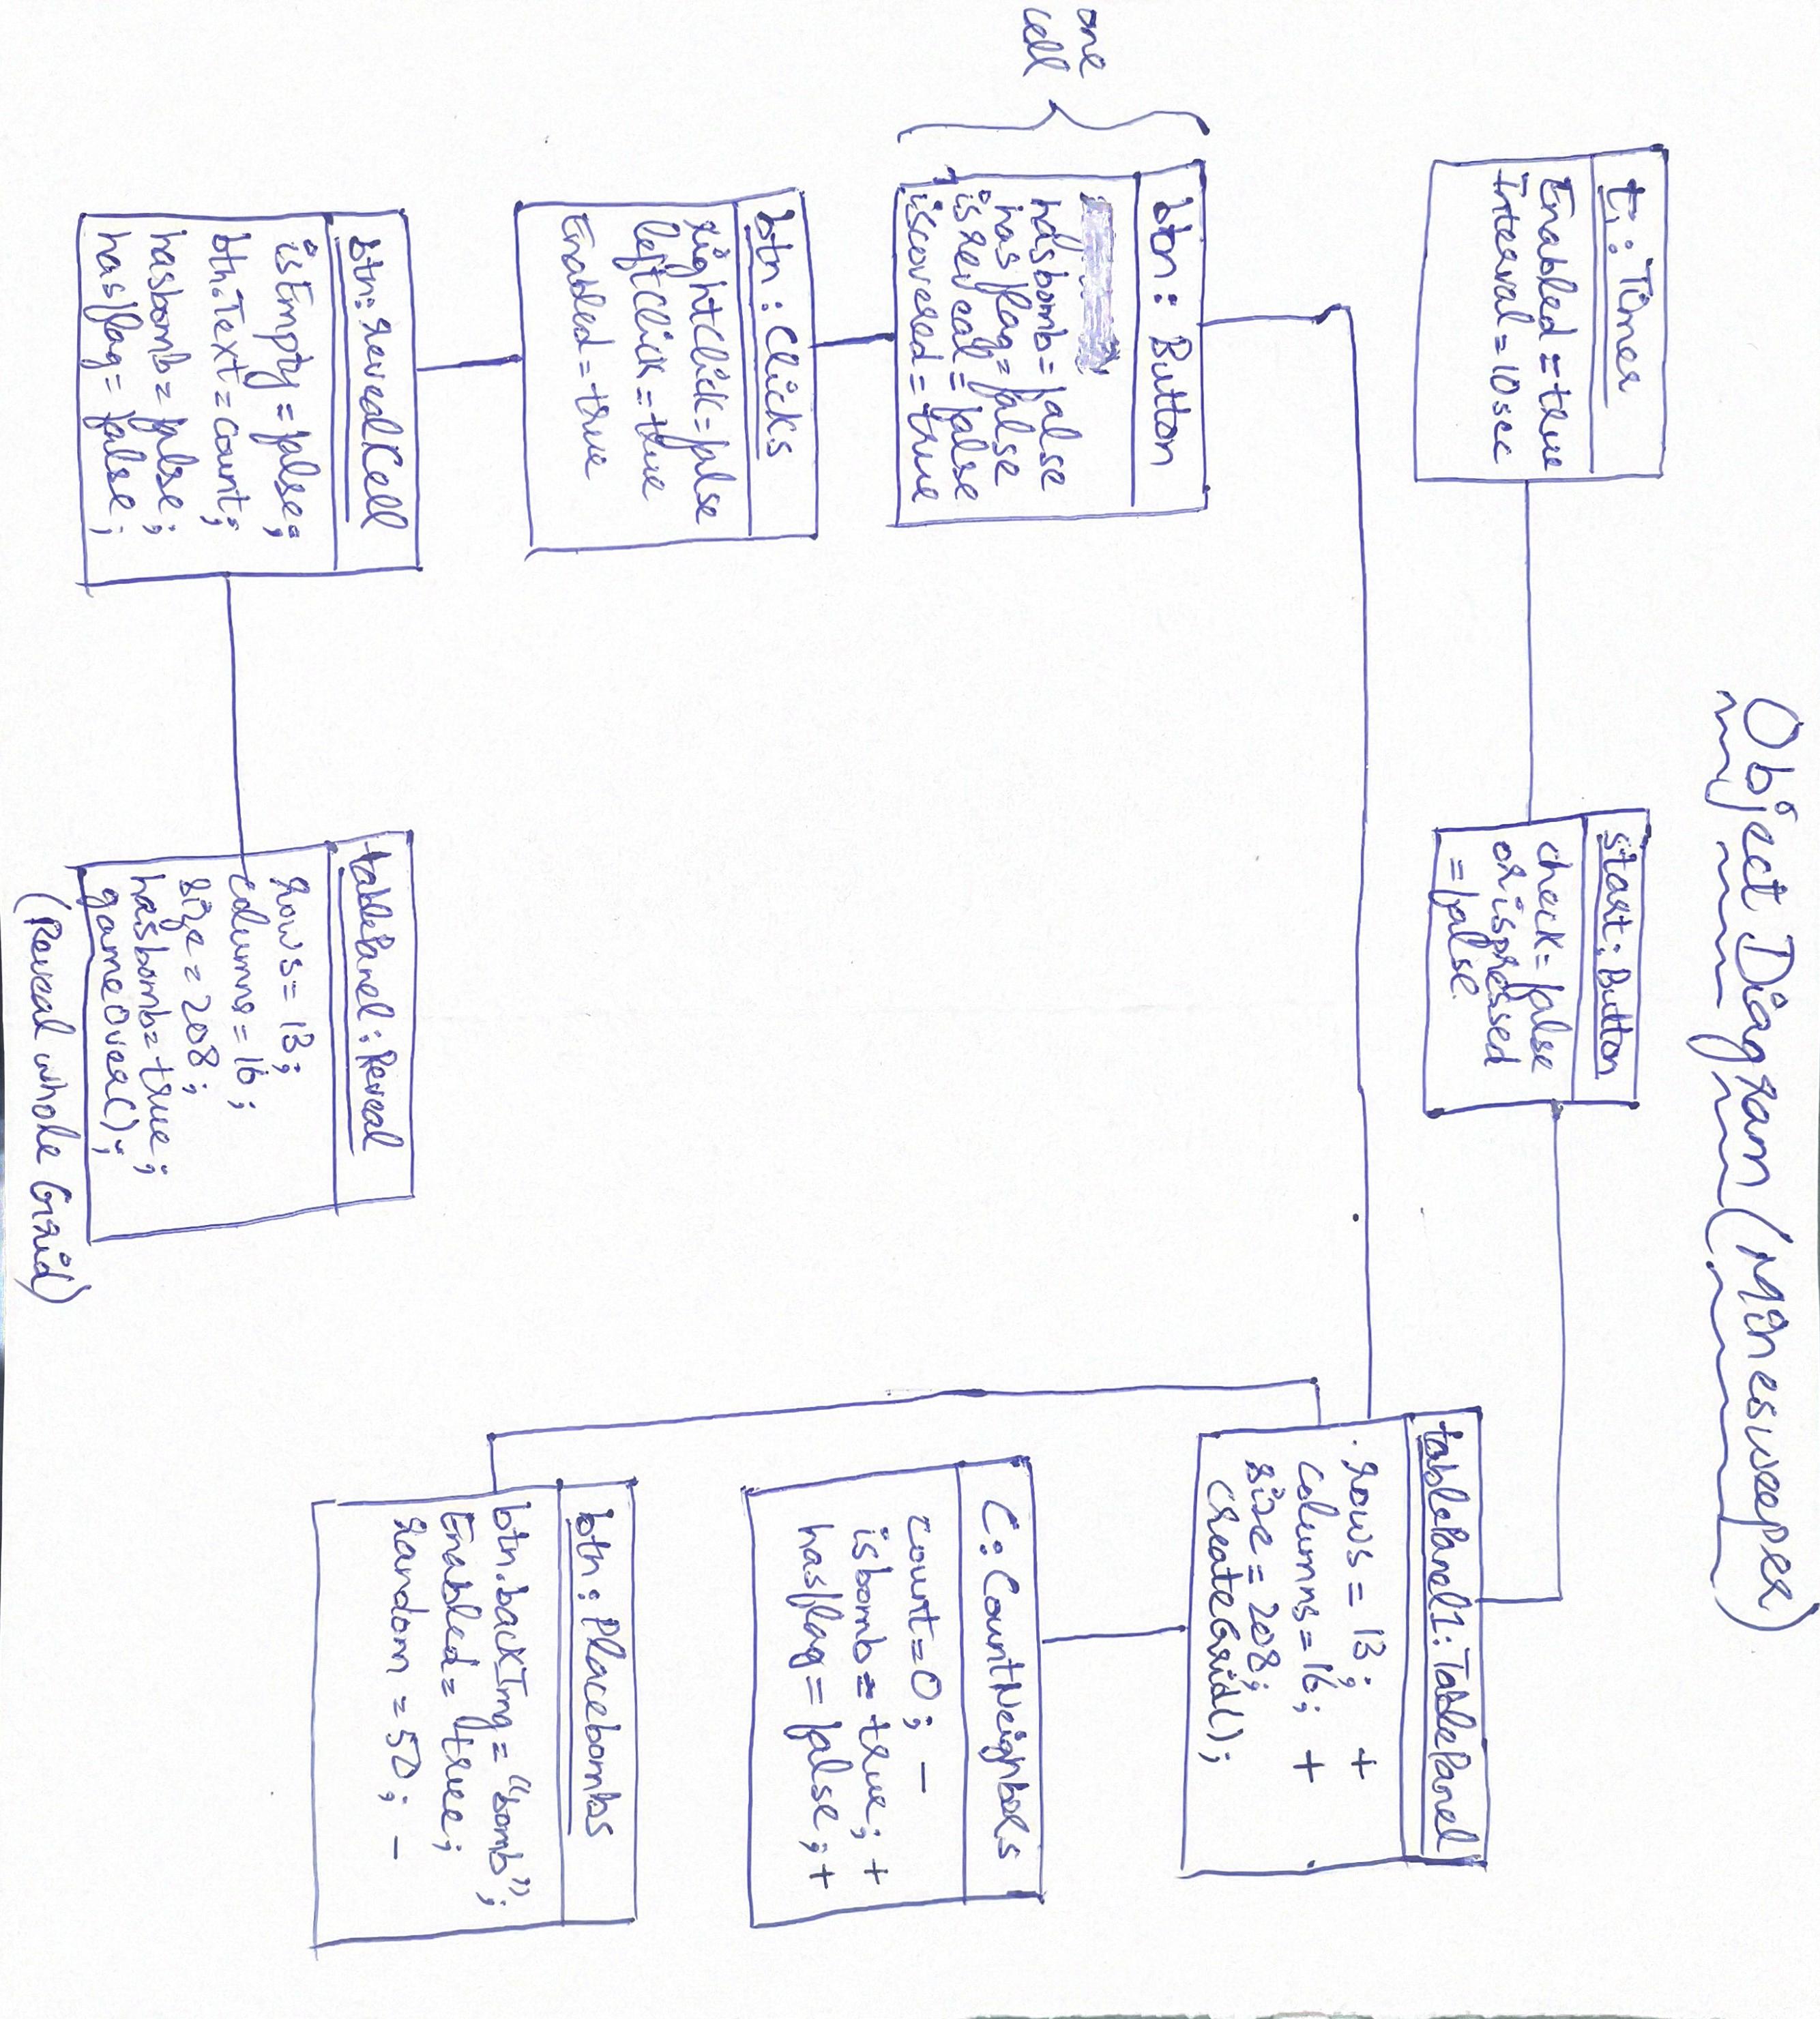 Object Diagram (Minesweeper)
t: Timer
Enabled = true
Interval = 10sec
start: Button
check = false
or ispressed
= false
tablePanel1: TablePanel
rows = 13; +
columns = 16; +
size = 208;
createGrid();
one
cell
btn: Button
hasbomb = false
has flag = false
isreveal = false
iscovered = true
C: CountNeighbors
count = 0; -
isbomb = true; +
hasflag = false; +
btn: Clicks
rightClick = false
leftClick = true
Enabled = true
btn: Placebombs
btn.backImg = "bomb";
Enabled = true;
random = 50; -
btn: revealCell
isEmpty = false;
btn.Text = count;
hasbomb = false;
hasflag = false;
tablePanel: Reveal
rows = 13;
columns = 16;
size = 208;
hasbomb = true;
gameOver();
(Reveal whole Grid)